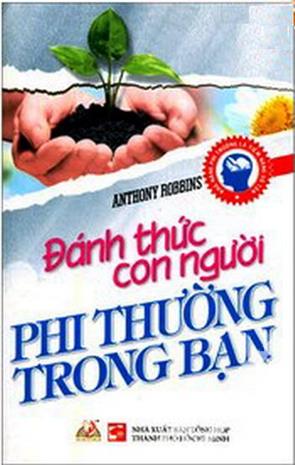 ANTHONY ROBBINS
Đánh thức
con người
PHI THƯỜNG
TRONG BẠN
NHÀ XUẤT BẢN TỔNG HỢP
THÀNH PHỐ HỒ CHÍ MINH